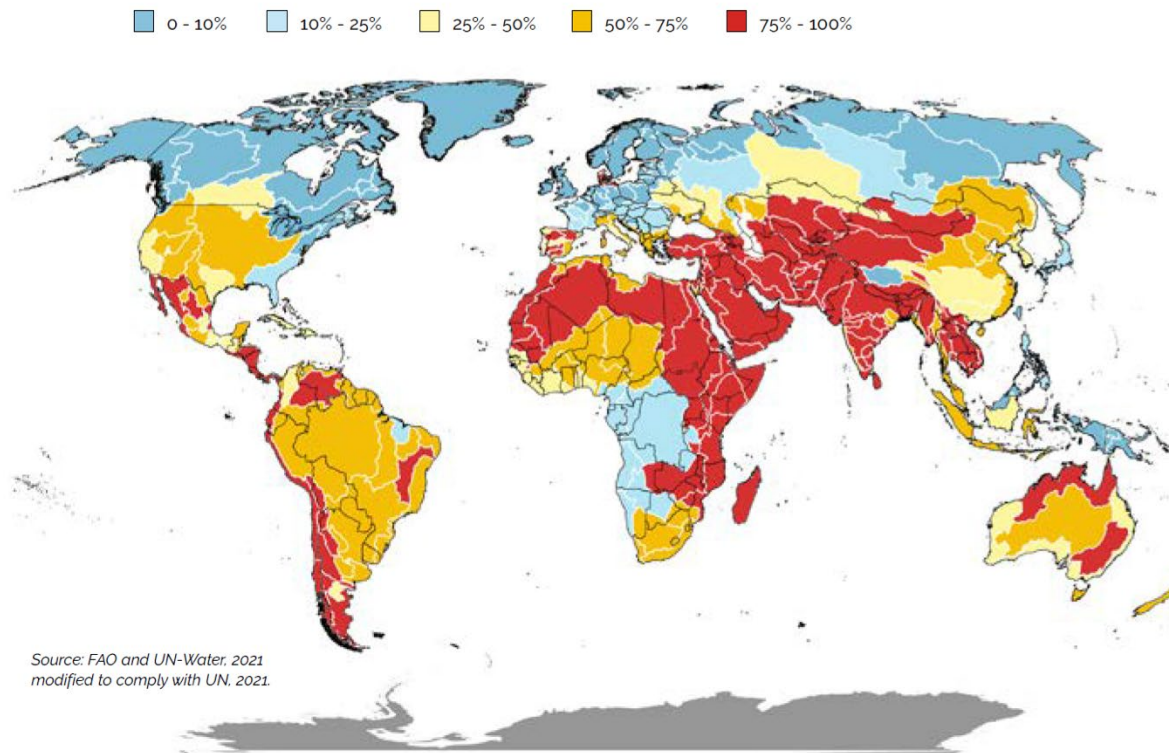 0 - 10% 10% - 25% 25% - 50% 50% - 75% 75% - 100%
Source: FAO and UN-Water, 2021
modified to comply with UN, 2021.